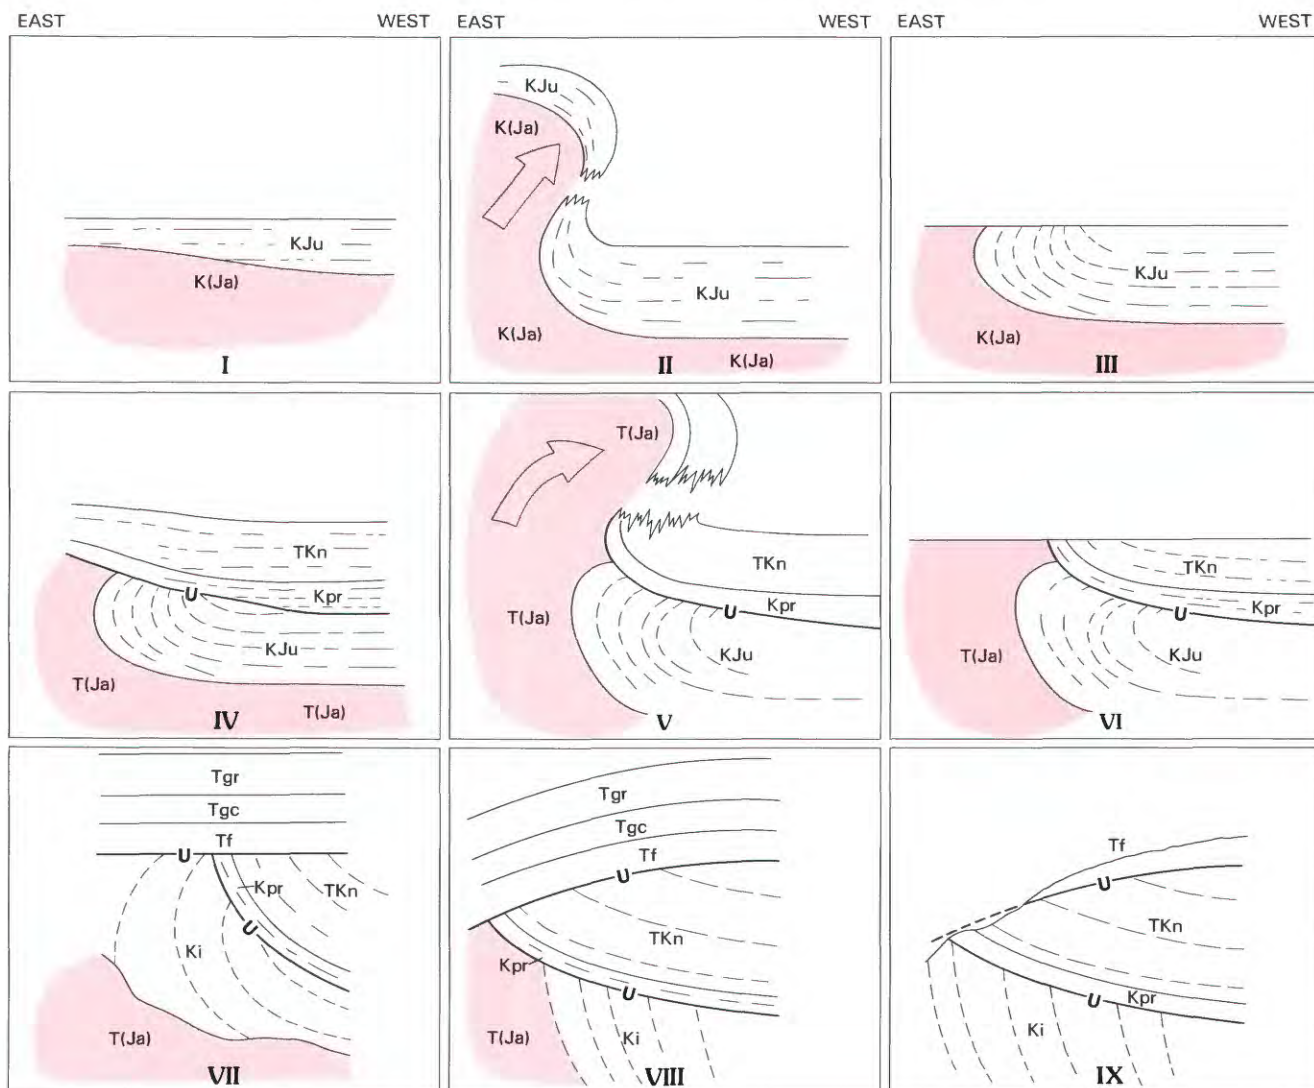 EAST WEST EAST WEST EAST WEST
KJu
K(Ja)
I
KJu
K(Ja)
KJu
K(Ja)
K(Ja)
II
KJu
K(Ja)
III
TKn
U
Kpr
KJu
T(Ja)
T(Ja)
IV
T(Ja)
TKn
Kpr
T(Ja)
U
KJu
V
TKn
Kpr
U
T(Ja)
KJu
VI
Tgr
Tgc
Tf
U
Kpr
TKn
U
Ki
T(Ja)
VII
Tgr
Tgc
Tf
U
TKn
Kpr
U
T(Ja)
Ki
VIII
Tf
U
TKn
Kpr
U
Ki
IX